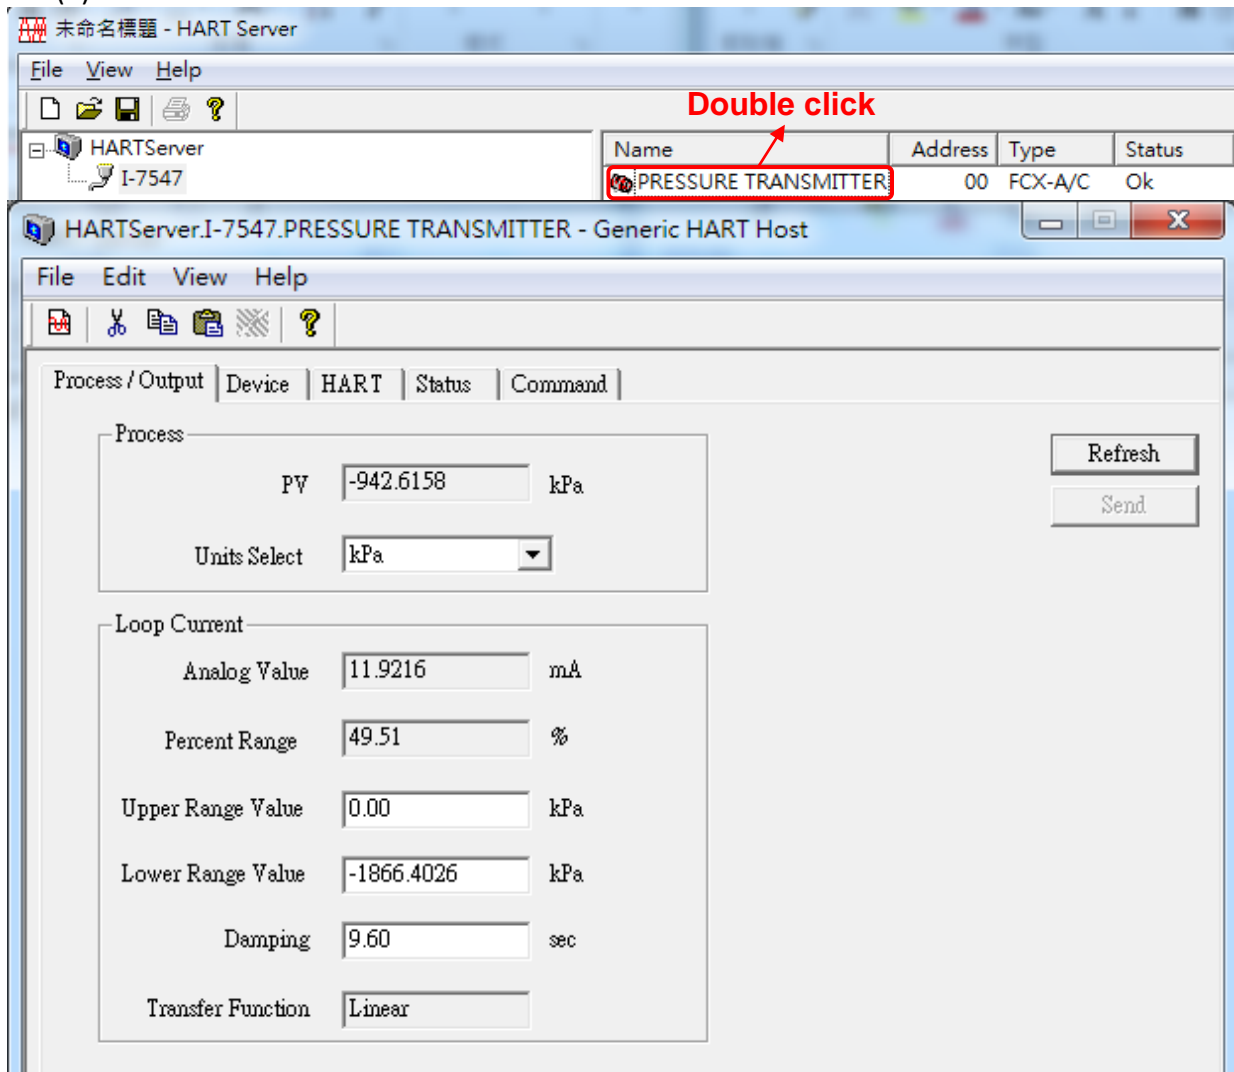 未命名標題 - HART Server
File View Help
Double click
HARTServer
I-7547
Name Address Type Status
PRESSURE TRANSMITTER 00 FCX-A/C Ok
HARTServer.I-7547.PRESSURE TRANSMITTER - Generic HART Host
File Edit View Help
Process / Output Device HART Status Command
Process
PV -942.6158 kPa
Units Select kPa
Refresh
Send
Loop Current
Analog Value 11.9216 mA
Percent Range 49.51 %
Upper Range Value 0.00 kPa
Lower Range Value -1866.4026 kPa
Damping 9.60 sec
Transfer Function Linear